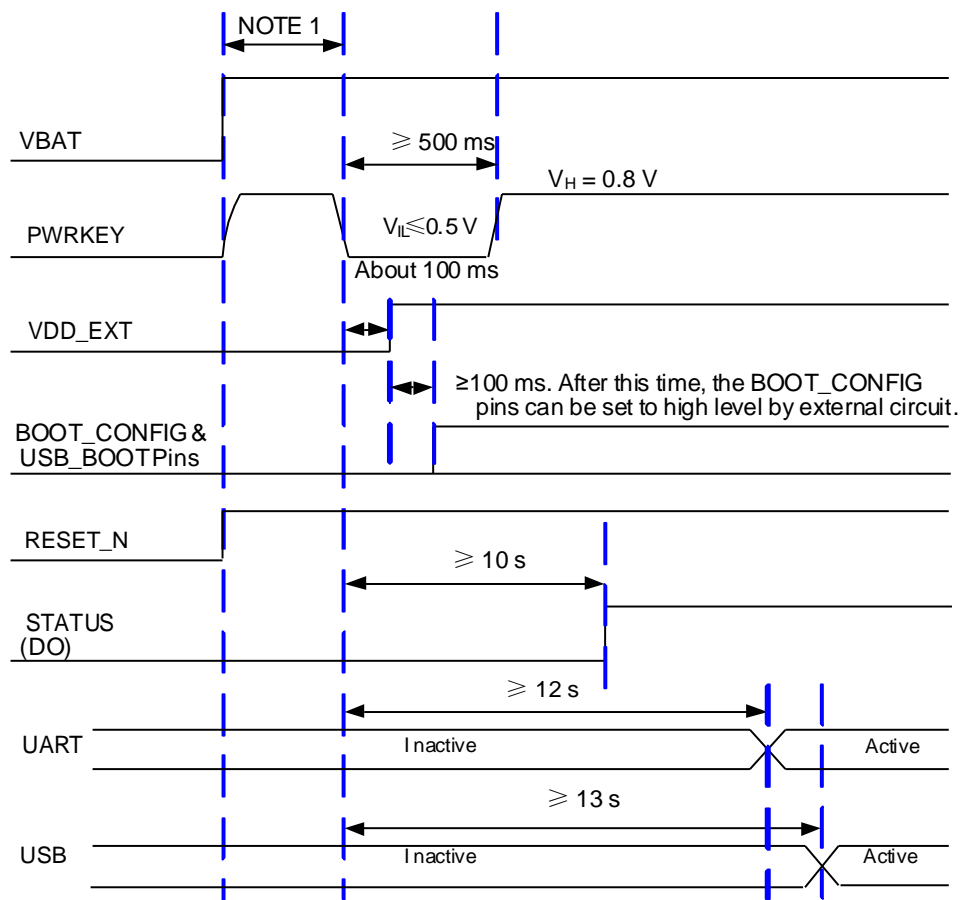 NOTE 1
VBAT
≥ 500 ms
V_H = 0.8 V
PWRKEY
V_IL≤0.5 V
About 100 ms
VDD_EXT
≥100 ms. After this time, the BOOT_CONFIG
pins can be set to high level by external circuit.
BOOT_CONFIG &
USB_BOOT Pins
RESET_N
≥ 10 s
STATUS
(DO)
≥ 12 s
UART
Inactive
Active
≥ 13 s
USB
Inactive
Active